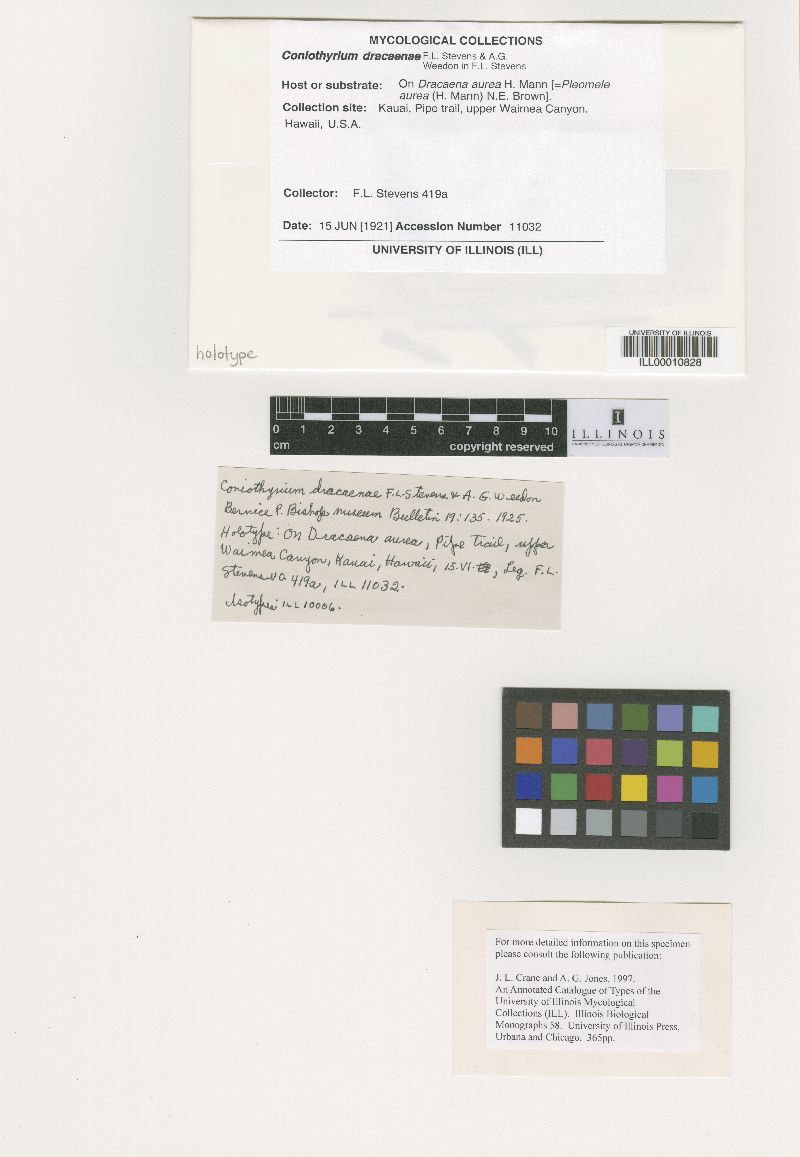 MYCOLOGICAL COLLECTIONS
Coniothyrium dracaenae F.L. Stevens & A.G.
Weedon in F.L. Stevens
Host or substrate: On Dracaena aurea H. Mann [=Pleomele
aurea (H. Mann) N.E. Brown].
Collection site: Kauai, Pipe trail, upper Waimea Canyon.
Hawaii, U.S.A.
Collector: F.L. Stevens 419a
Date: 15 JUN [1921] Accession Number 11032
UNIVERSITY OF ILLINOIS (ILL)
holotype
UNIVERSITY OF ILLINOIS
ILL00010828
0 1 2 3 4 5 6 7 8 9 10
cm copyright reserved
I
ILLINOIS
UNIVERSITY OF ILLINOIS AT URBANA-CHAMPAIGN
Coniothyrium dracaenae F.L. Stevens & A. G. Weedon
Bernice P. Bishop Museum Bulletin 19:135. 1925.
Holotype: On Dracaena aurea, Pipe Trail, upper
Waimea Canyon, Kauai, Hawaii, 15.VI. , Leg. F.L.
Stevens 419a, ILL 11032.
Isotype: ILL 10006.
For more detailed information on this specimen
please consult the following publication:
J. L. Crane and A. G. Jones. 1997.
An Annotated Catalogue of Types of the
University of Illinois Mycological
Collections (ILL). Illinois Biological
Monographs 58. University of Illinois Press,
Urbana and Chicago. 365pp.